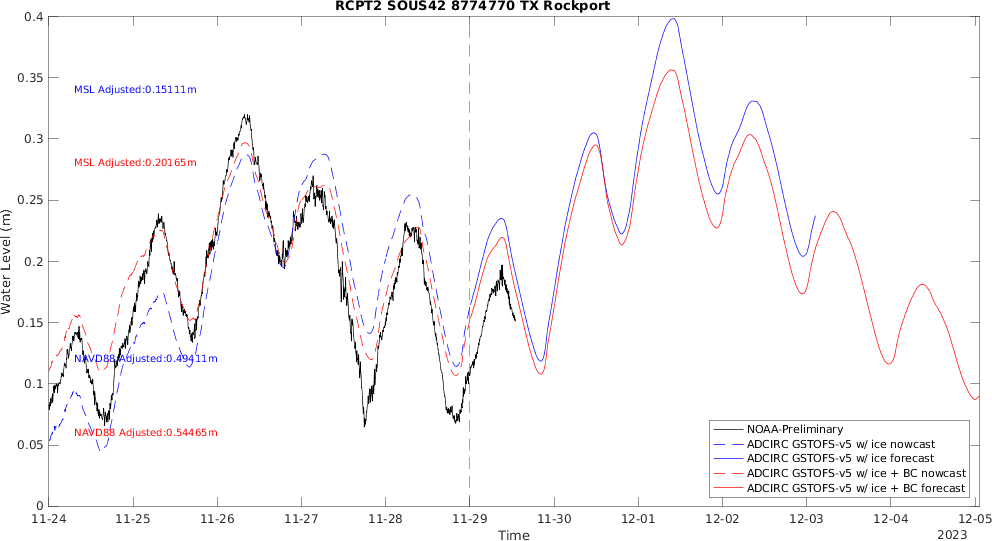 RCPT2 SOUS42 8774770 TX Rockport
0.4
0.35
0.3
0.25
0.2
0.15
0.1
0.05
0
Water Level (m)
MSL Adjusted:0.15111m
MSL Adjusted:0.20165m
NAVD88 Adjusted:0.49411m
NAVD88 Adjusted:0.54465m
NOAA-Preliminary
ADCIRC GSTOFS-v5 w/ ice nowcast
ADCIRC GSTOFS-v5 w/ ice forecast
ADCIRC GSTOFS-v5 w/ ice + BC nowcast
ADCIRC GSTOFS-v5 w/ ice + BC forecast
11-24 11-25 11-26 11-27 11-28 11-29 11-30 12-01 12-02 12-03 12-04 12-05
Time
2023